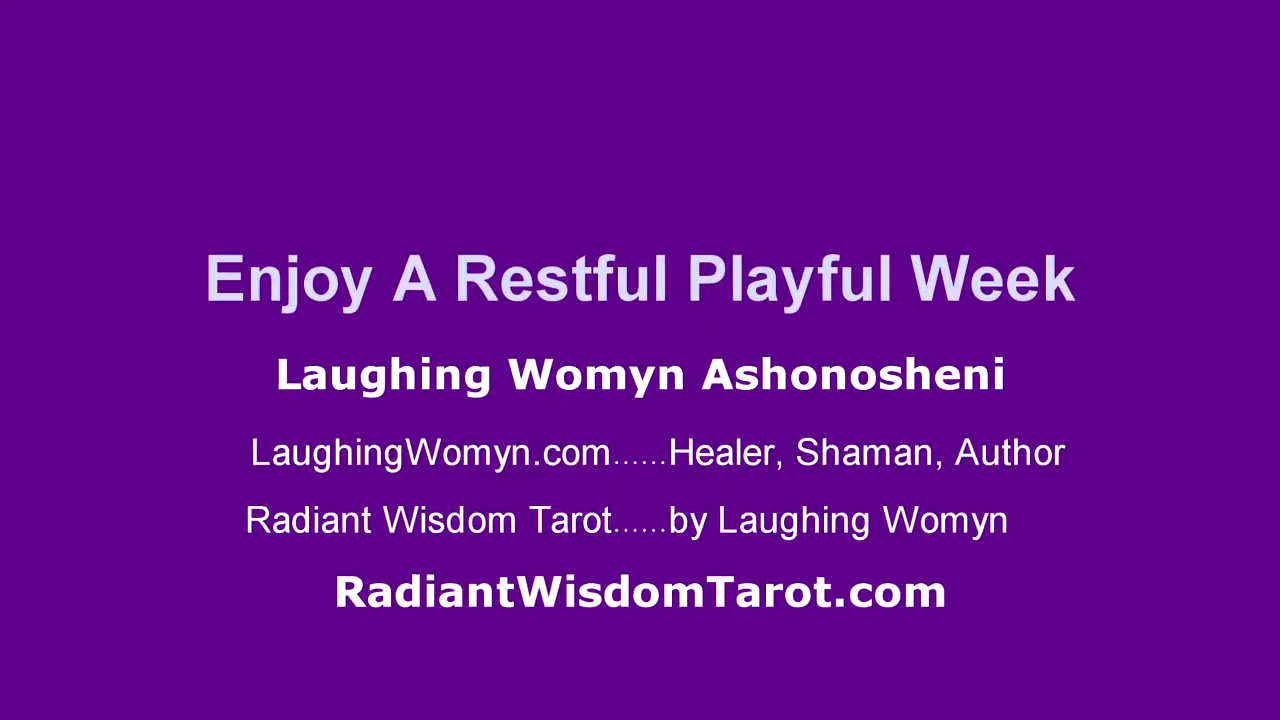 Enjoy A Restful Playful Week
Laughing Womyn Ashonosheni
LaughingWomyn.com......Healer, Shaman, Author
Radiant Wisdom Tarot......by Laughing Womyn
RadiantWisdomTarot.com